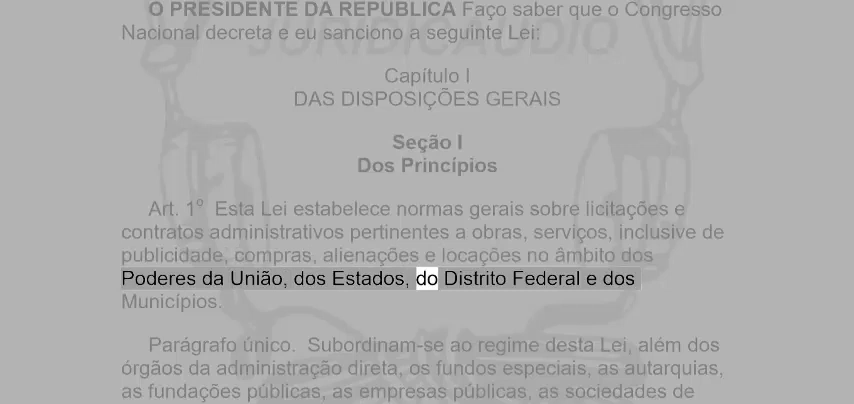 O PRESIDENTE DA REPÚBLICA Faço saber que o Congresso
Nacional decreta e eu sanciono a seguinte Lei:
JURIDICAUDIO
Capítulo I
DAS DISPOSIÇÕES GERAIS
Seção I
Dos Princípios
Art. 1º Esta Lei estabelece normas gerais sobre licitações e
contratos administrativos pertinentes a obras, serviços, inclusive de
publicidade, compras, alienações e locações no âmbito dos
Poderes da União, dos Estados, do Distrito Federal e dos
Municípios.
Parágrafo único. Subordinam-se ao regime desta Lei, além dos
órgãos da administração direta, os fundos especiais, as autarquias,
as fundações públicas, as empresas públicas, as sociedades de